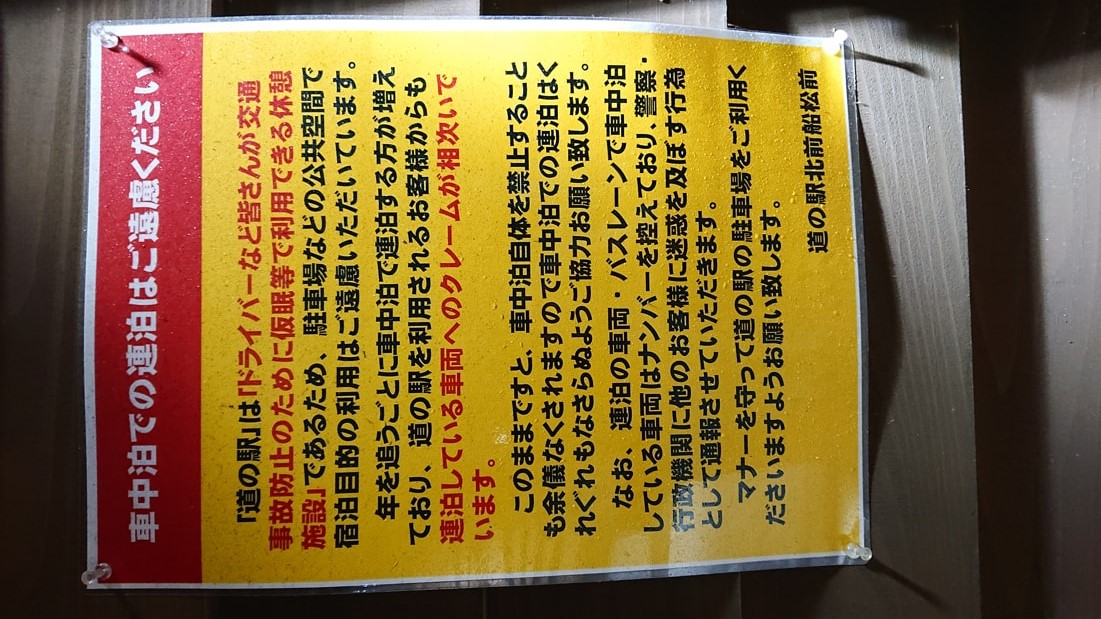 車中泊での連泊はご遠慮ください
「道の駅」は「ドライバーなど皆さんが交通
事故防止のために仮眠等で利用できる休憩
施設」であるため、駐車場などの公共空間で
宿泊目的の利用はご遠慮いただいています。
年を追うごとに車中泊で連泊する方が増え
ており、道の駅を利用されるお客様からも
連泊している車両へのクレームが相次いで
います。
このままですと、車中泊自体を禁止すること
も余儀なくされますので車中泊での連泊はく
れぐれもなさらぬようご協力お願い致します。
なお、連泊の車両・バスレーンで車中泊
している車両はナンバーを控えており、警察・
行政機関に他のお客様に迷惑を及ぼす行為
として通報させていただきます。
マナーを守って道の駅の駐車場をご利用く
ださいますようお願い致します。
道の駅北前船松前